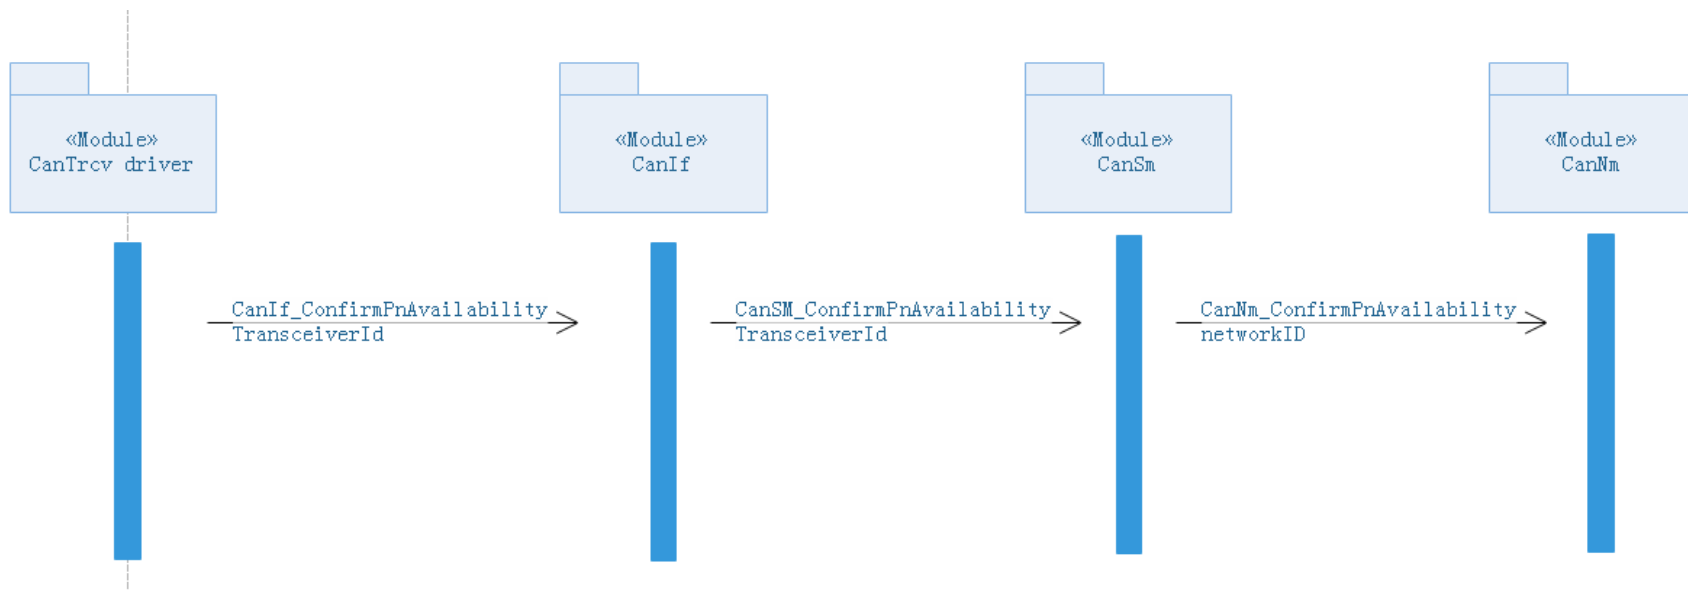 «Module»
CanTrcv driver
«Module»
CanIf
«Module»
CanSm
«Module»
CanNm
CanIf_ConfirmPnAvailability
TransceiverId
CanSM_ConfirmPnAvailability
TransceiverId
CanNm_ConfirmPnAvailability
networkID